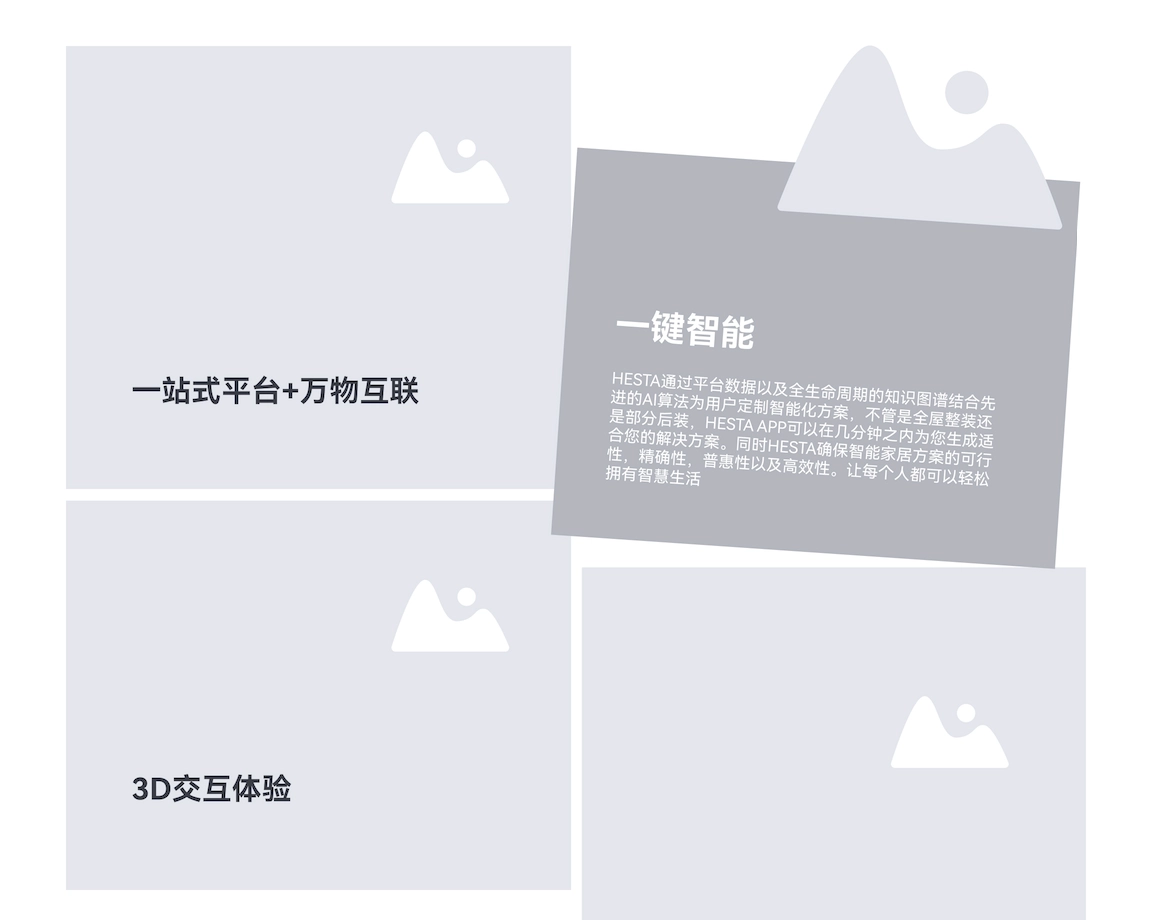 一站式平台+万物互联
一键智能
HESTA通过平台数据以及全生命周期的知识图谱结合先
进的AI算法为用户定制智能化方案，不管是全屋整装还
是部分后装，HESTA APP可以在几分钟之内为您生成适
合您的解决方案。同时HESTA确保智能家居方案的可行
性，精确性，普惠性以及高效性。让每个人都可以轻松
拥有智慧生活
3D交互体验